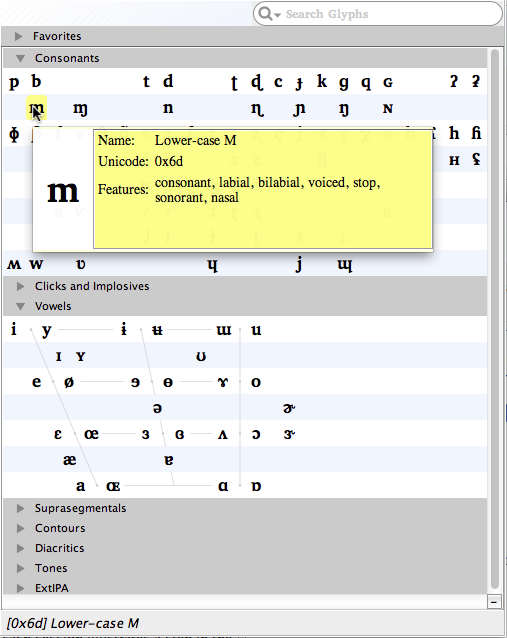 Search Glyphs
Favorites
Consonants
p b t d ʈ ɖ c ɟ k ɡ q ɢ ʔ ʡ
m ɱ n ɳ ɲ ŋ ɴ
ɸ h ɦ
Name: Lower-case M
Unicode: 0x6d
m
Features: consonant, labial, bilabial, voiced, stop,
sonorant, nasal
ʜ ʢ
ʍ w ʋ ɥ j ɰ
Clicks and Implosives
Vowels
i y ɨ ʉ ɯ u
ɪ ʏ ʊ
e ø ɘ ɵ ɤ o
ə ɚ
ɛ œ ɜ ɞ ʌ ɔ ɝ
æ ɐ
a ɶ ɑ ɒ
Suprasegmentals
Contours
Diacritics
Tones
ExtIPA
[0x6d] Lower-case M